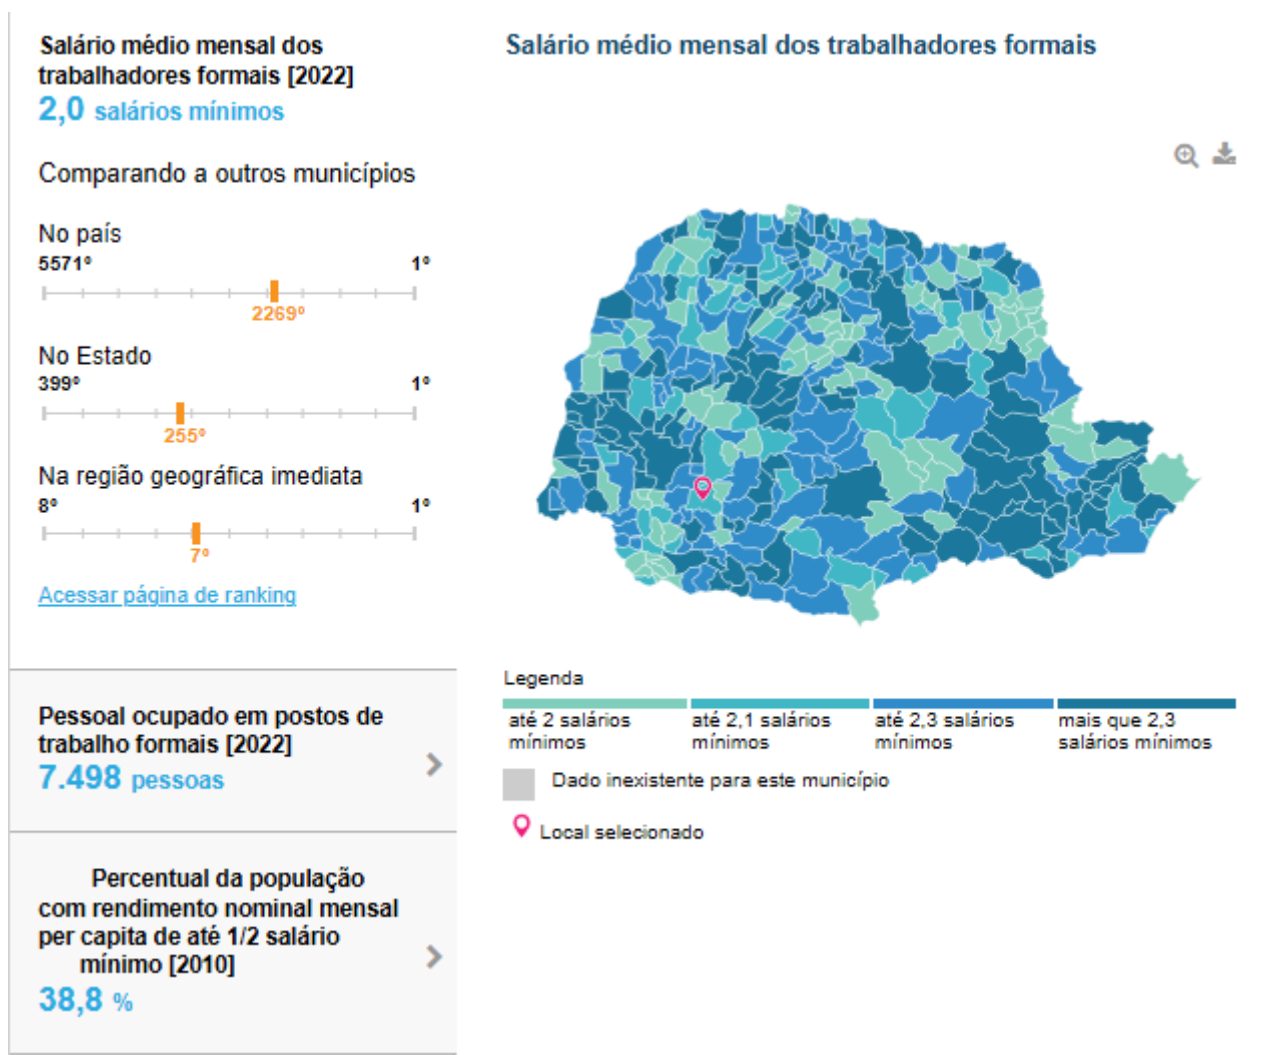 Salário médio mensal dos
trabalhadores formais [2022]
2,0 salários mínimos
Comparando a outros municípios
No país
5571º 1º
2269º
No Estado
399º 1º
255º
Na região geográfica imediata
8º 1º
7º
Acessar página de ranking
Pessoal ocupado em postos de
trabalho formais [2022]
7.498 pessoas
Percentual da população
com rendimento nominal mensal
per capita de até 1/2 salário
mínimo [2010]
38,8 %
Salário médio mensal dos trabalhadores formais
Legenda
até 2 salários
mínimos
até 2,1 salários
mínimos
até 2,3 salários
mínimos
mais que 2,3
salários mínimos
Dado inexistente para este município
Local selecionado